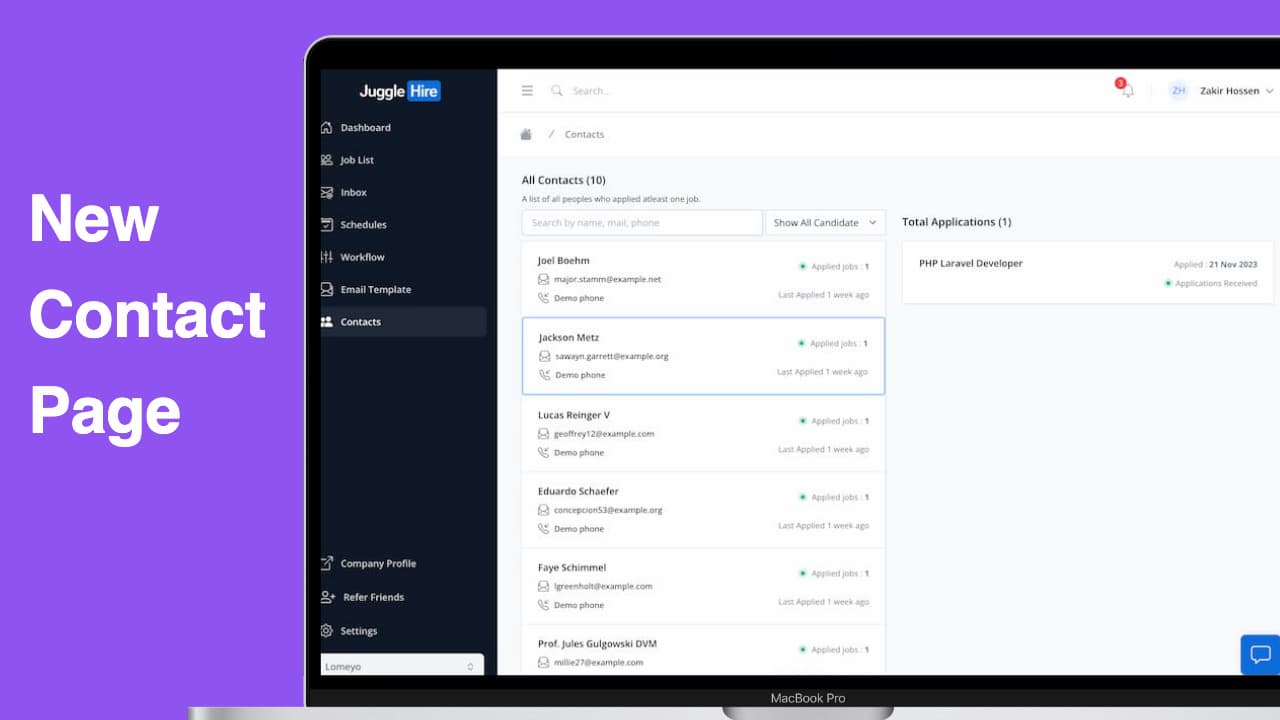 New
Contact
Page
Juggle Hire
Dashboard
Job List
Inbox
Schedules
Workflow
Email Template
Contacts
Company Profile
Refer Friends
Settings
Lomeyo
Search...
3
ZH
Zakir Hossen
/ Contacts
All Contacts (10)
A list of all peoples who applied atleast one job.
Search by name, mail, phone
Show All Candidate
Joel Boehm
Applied jobs : 1
major.stamm@example.net
Demo phone
Last Applied 1 week ago
Jackson Metz
Applied jobs : 1
sawayn.garrett@example.org
Demo phone
Last Applied 1 week ago
Lucas Reinger V
Applied jobs : 1
geoffrey12@example.com
Demo phone
Last Applied 1 week ago
Eduardo Schaefer
Applied jobs : 1
concepcion53@example.org
Demo phone
Last Applied 1 week ago
Faye Schimmel
Applied jobs : 1
lgreenholt@example.com
Demo phone
Last Applied 1 week ago
Prof. Jules Gulgowski DVM
Applied jobs : 1
millie27@example.com
Total Applications (1)
PHP Laravel Developer
Applied : 21 Nov 2023
Applications Received
MacBook Pro